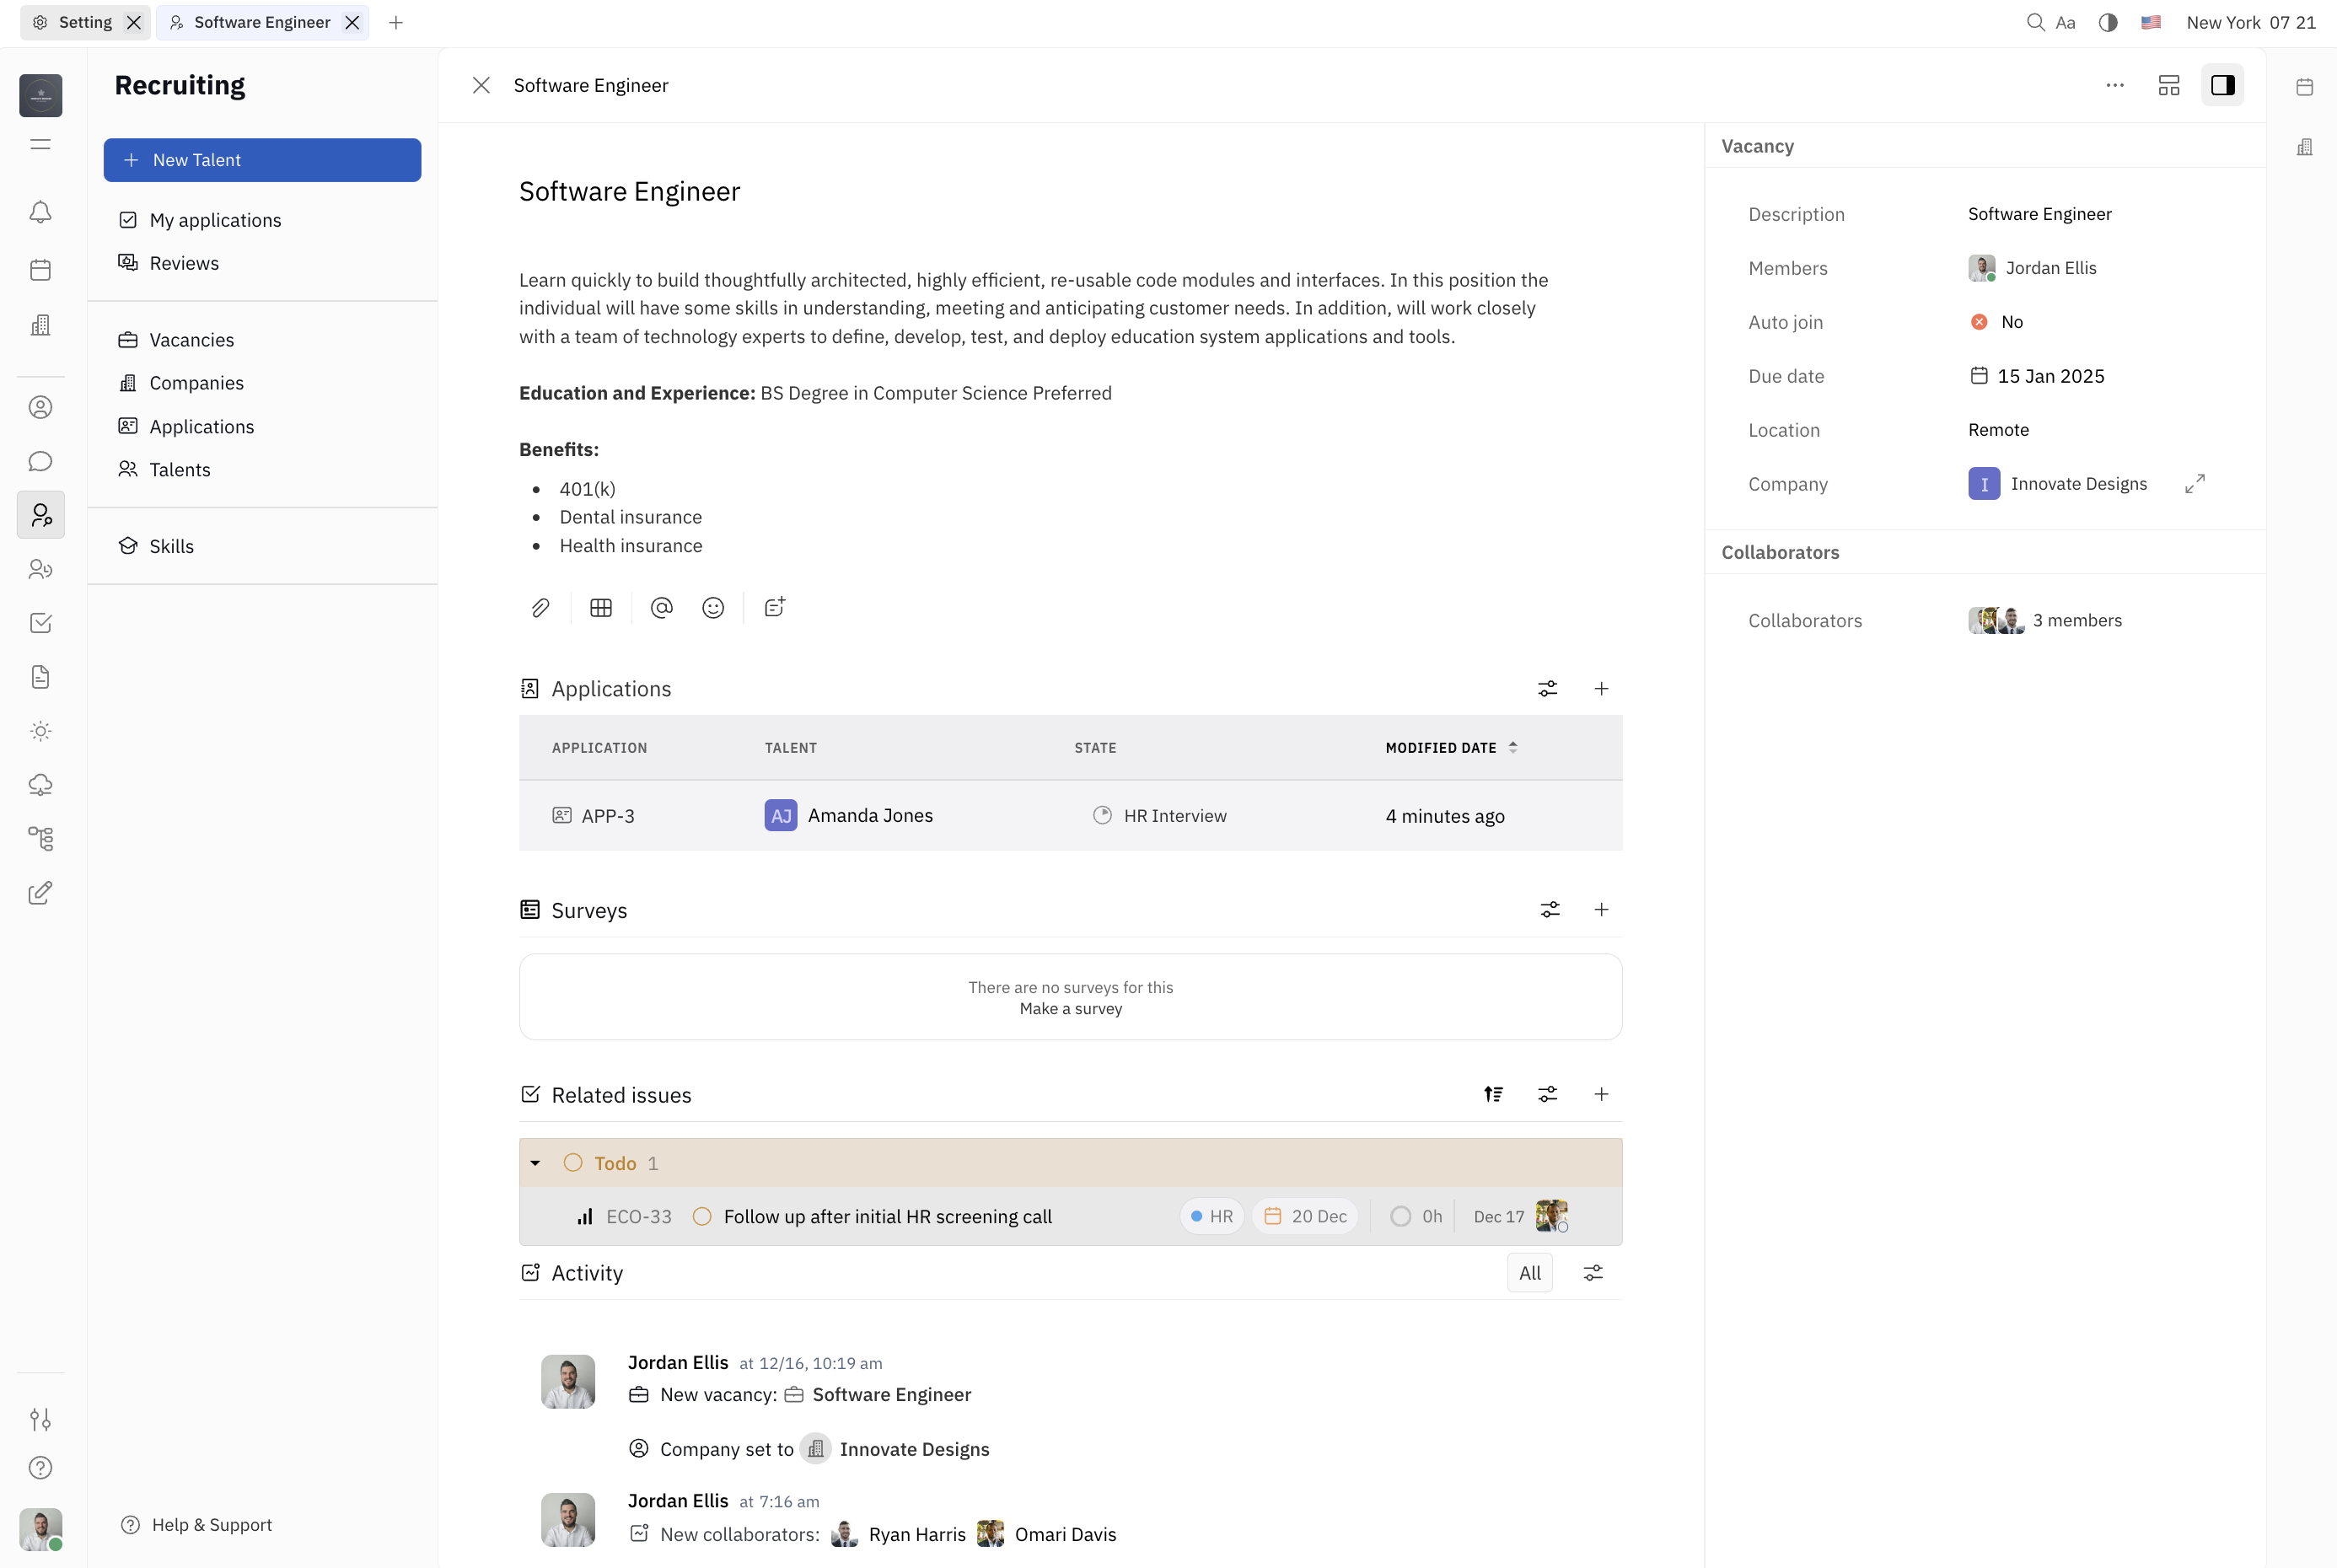 Setting
Software Engineer
Aa
New York 07 21
Recruiting
New Talent
My applications
Reviews
Vacancies
Companies
Applications
Talents
Skills
Help & Support
Software Engineer
Software Engineer
Learn quickly to build thoughtfully architected, highly efficient, re-usable code modules and interfaces. In this position the
individual will have some skills in understanding, meeting and anticipating customer needs. In addition, will work closely
with a team of technology experts to define, develop, test, and deploy education system applications and tools.
Education and Experience: BS Degree in Computer Science Preferred
Benefits:
401(k)
Dental insurance
Health insurance
Applications
APPLICATION TALENT STATE MODIFIED DATE
APP-3 AJ Amanda Jones HR Interview 4 minutes ago
Surveys
There are no surveys for this
Make a survey
Related issues
Todo 1
ECO-33 Follow up after initial HR screening call HR 20 Dec 0h Dec 17
Activity All
Jordan Ellis at 12/16, 10:19 am
New vacancy: Software Engineer
Company set to Innovate Designs
Jordan Ellis at 7:16 am
New collaborators: Ryan Harris Omari Davis
Vacancy
Description Software Engineer
Members Jordan Ellis
Auto join No
Due date 15 Jan 2025
Location Remote
Company I Innovate Designs
Collaborators
Collaborators 3 members